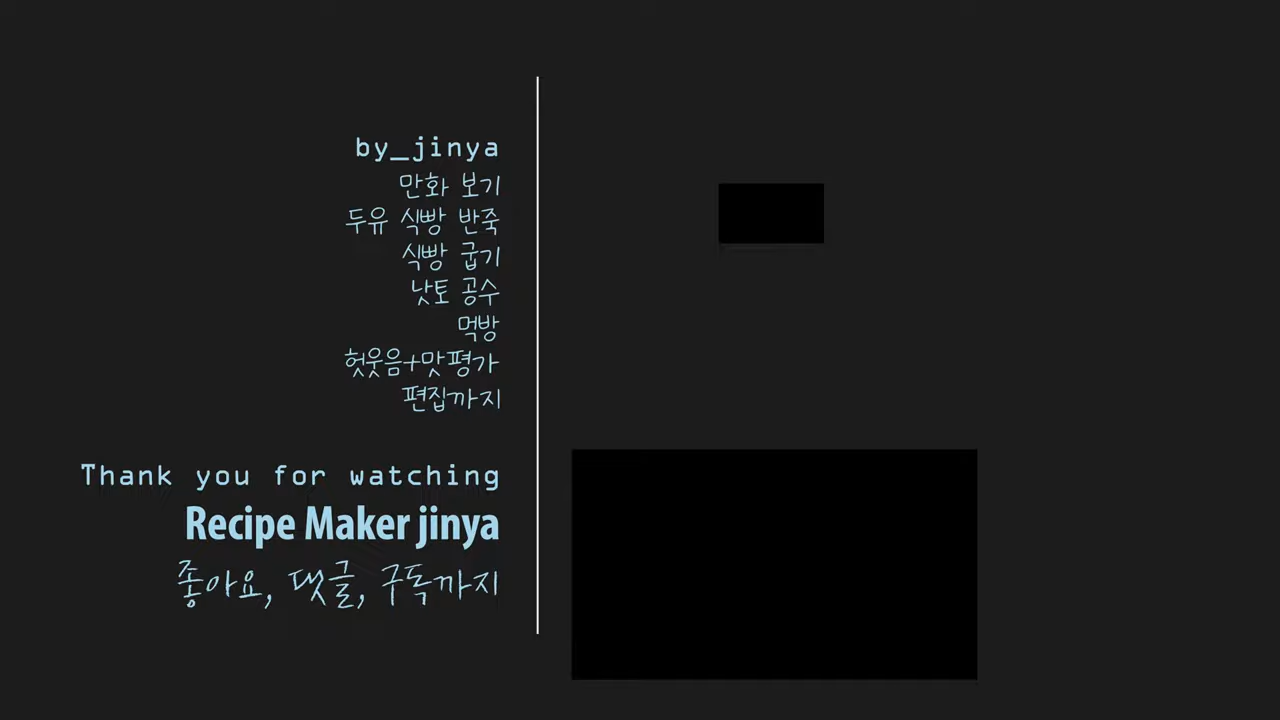 by_jinya
만화 보기
두유 식빵 반죽
식빵 굽기
낫토 공수
먹방
헛웃음+맛평가
편집까지
Thank you for watching
Recipe Maker jinya
좋아요, 댓글, 구독까지